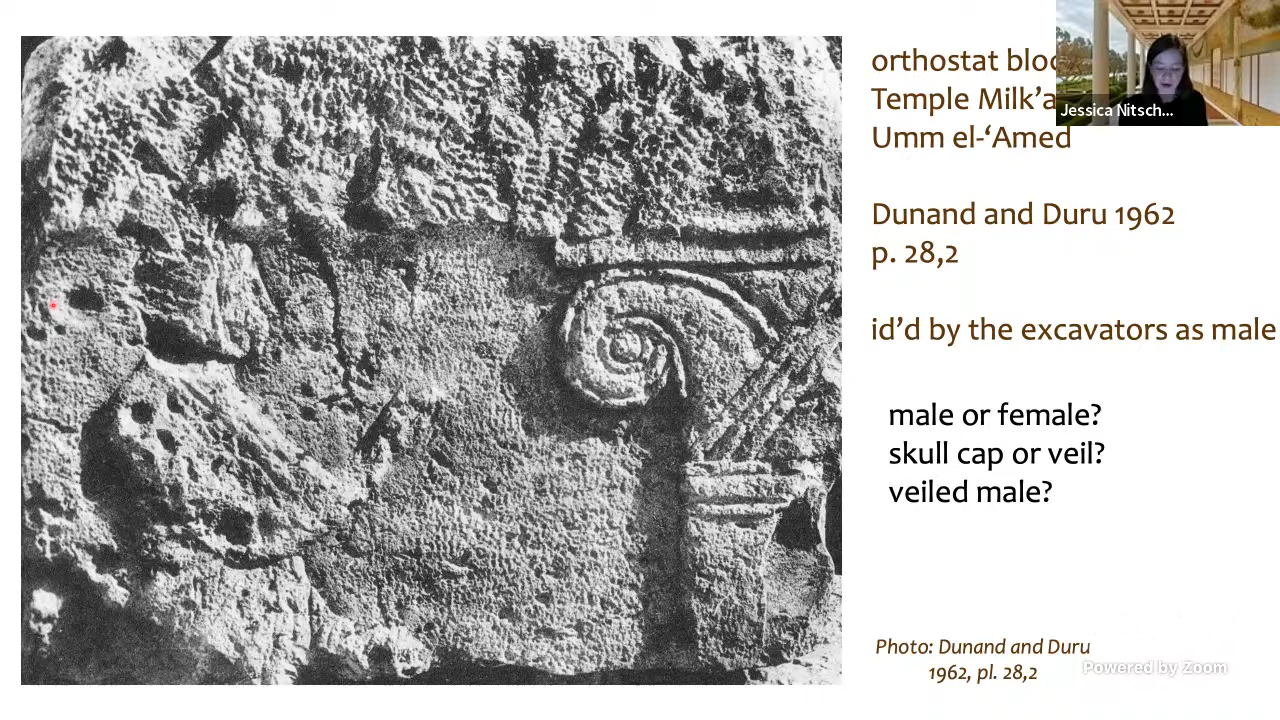 orthostat bloc
Temple Milk’a
Umm el-‘Amed
Dunand and Duru 1962
p. 28,2
id’d by the excavators as male
male or female?
skull cap or veil?
veiled male?
Photo: Dunand and Duru
1962, pl. 28,2
Jessica Nitsch...
Powered by Zoom